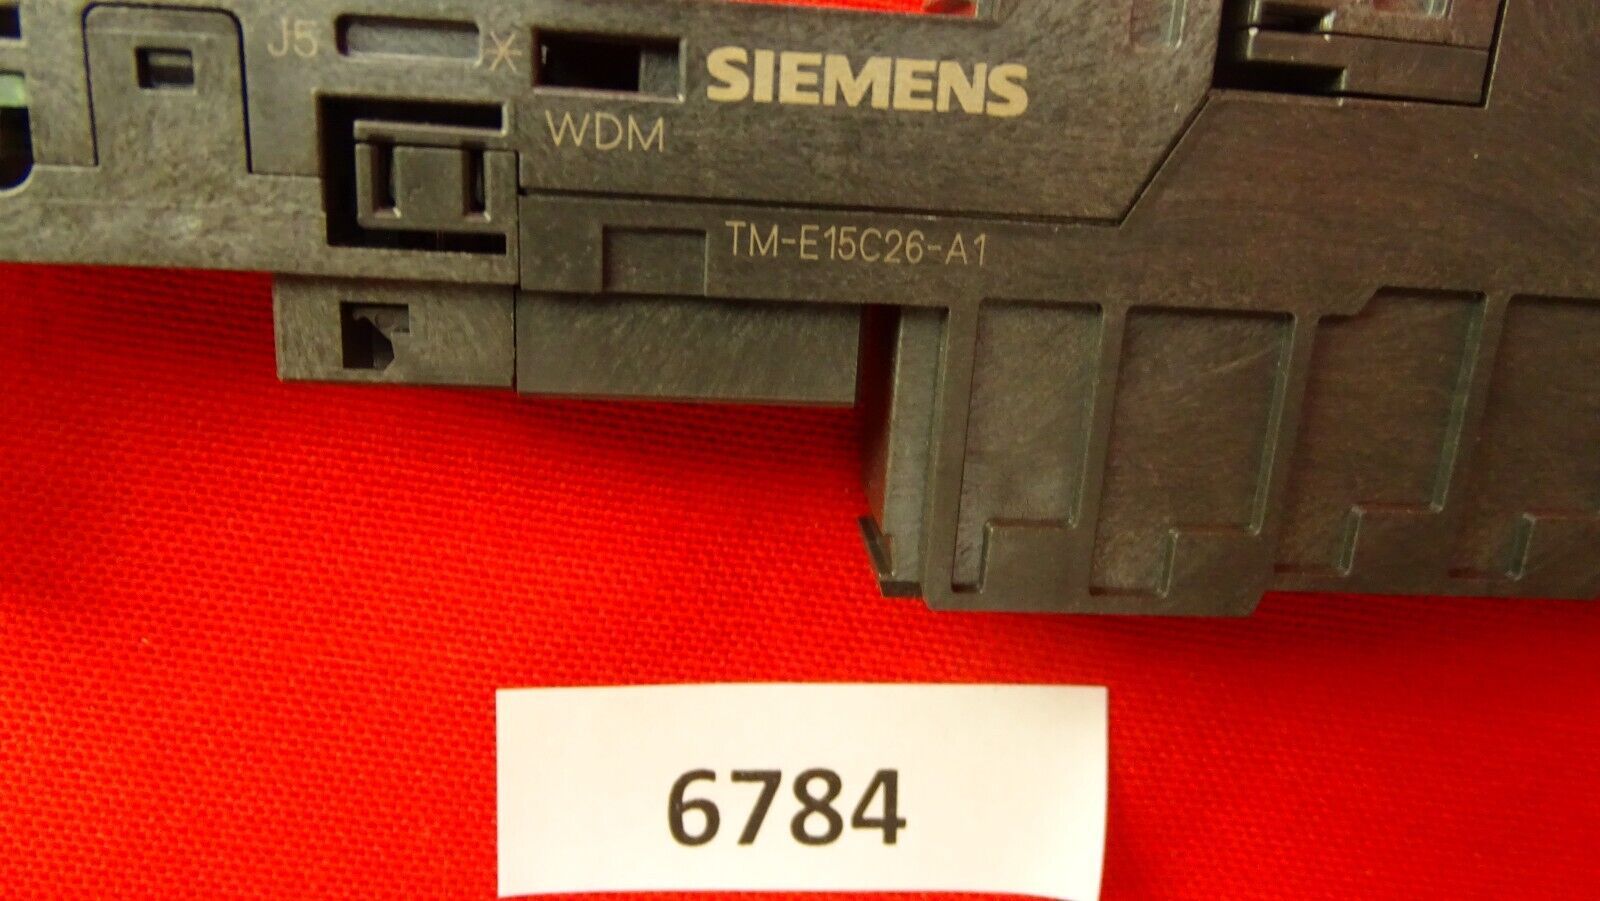 J5
SIEMENS
WDM
TM-E15C26-A1
6784